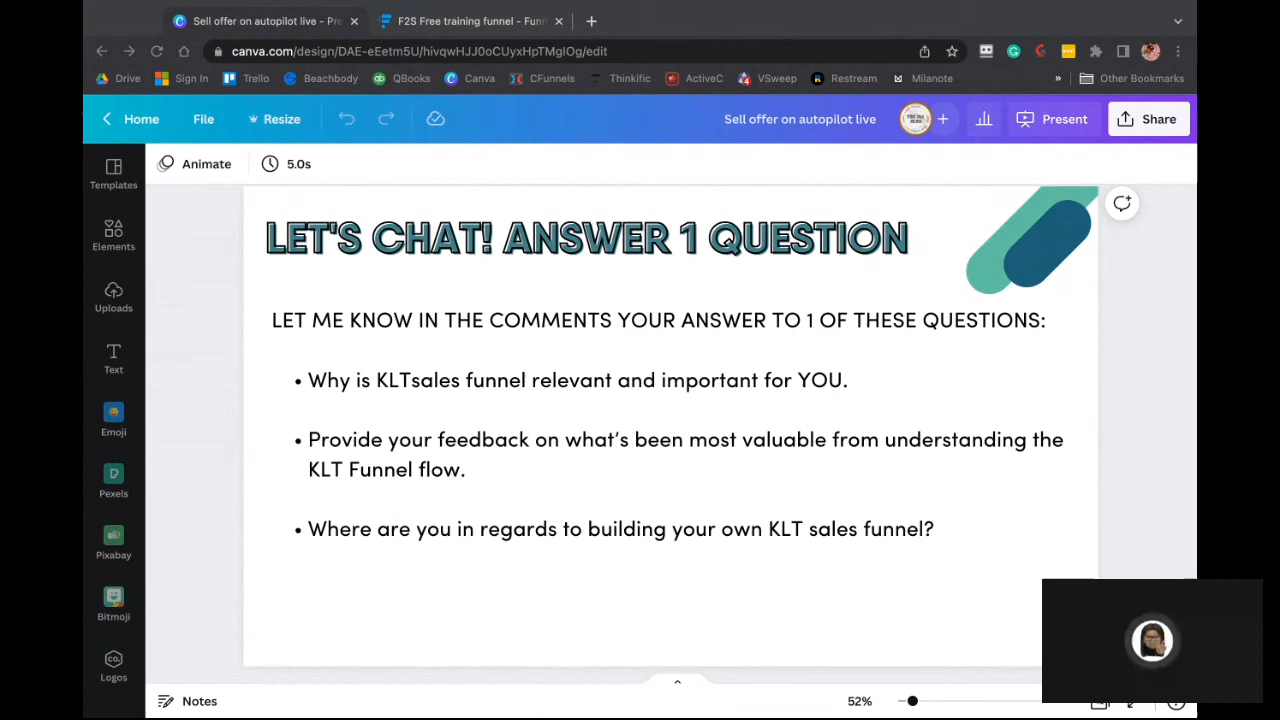 Sell offer on autopilot live - Pre
F2S Free training funnel - Funn
canva.com/design/DAE-eEetm5U/hivqwHJJ0oCUyxHpTMgIOg/edit
Drive Sign In Trello Beachbody QBooks Canva CFunnels Thinkific ActiveC VSweep Restream Milanote » Other Bookmarks
Home File Resize Sell offer on autopilot live Present Share
Animate 5.0s
Templates
Elements
Uploads
Text
Emoji
Pexels
Pixabay
Bitmoji
CO.
Logos
LET'S CHAT! ANSWER 1 QUESTION
LET ME KNOW IN THE COMMENTS YOUR ANSWER TO 1 OF THESE QUESTIONS:
• Why is KLTsales funnel relevant and important for YOU.
• Provide your feedback on what's been most valuable from understanding the
KLT Funnel flow.
• Where are you in regards to building your own KLT sales funnel?
Notes 52%